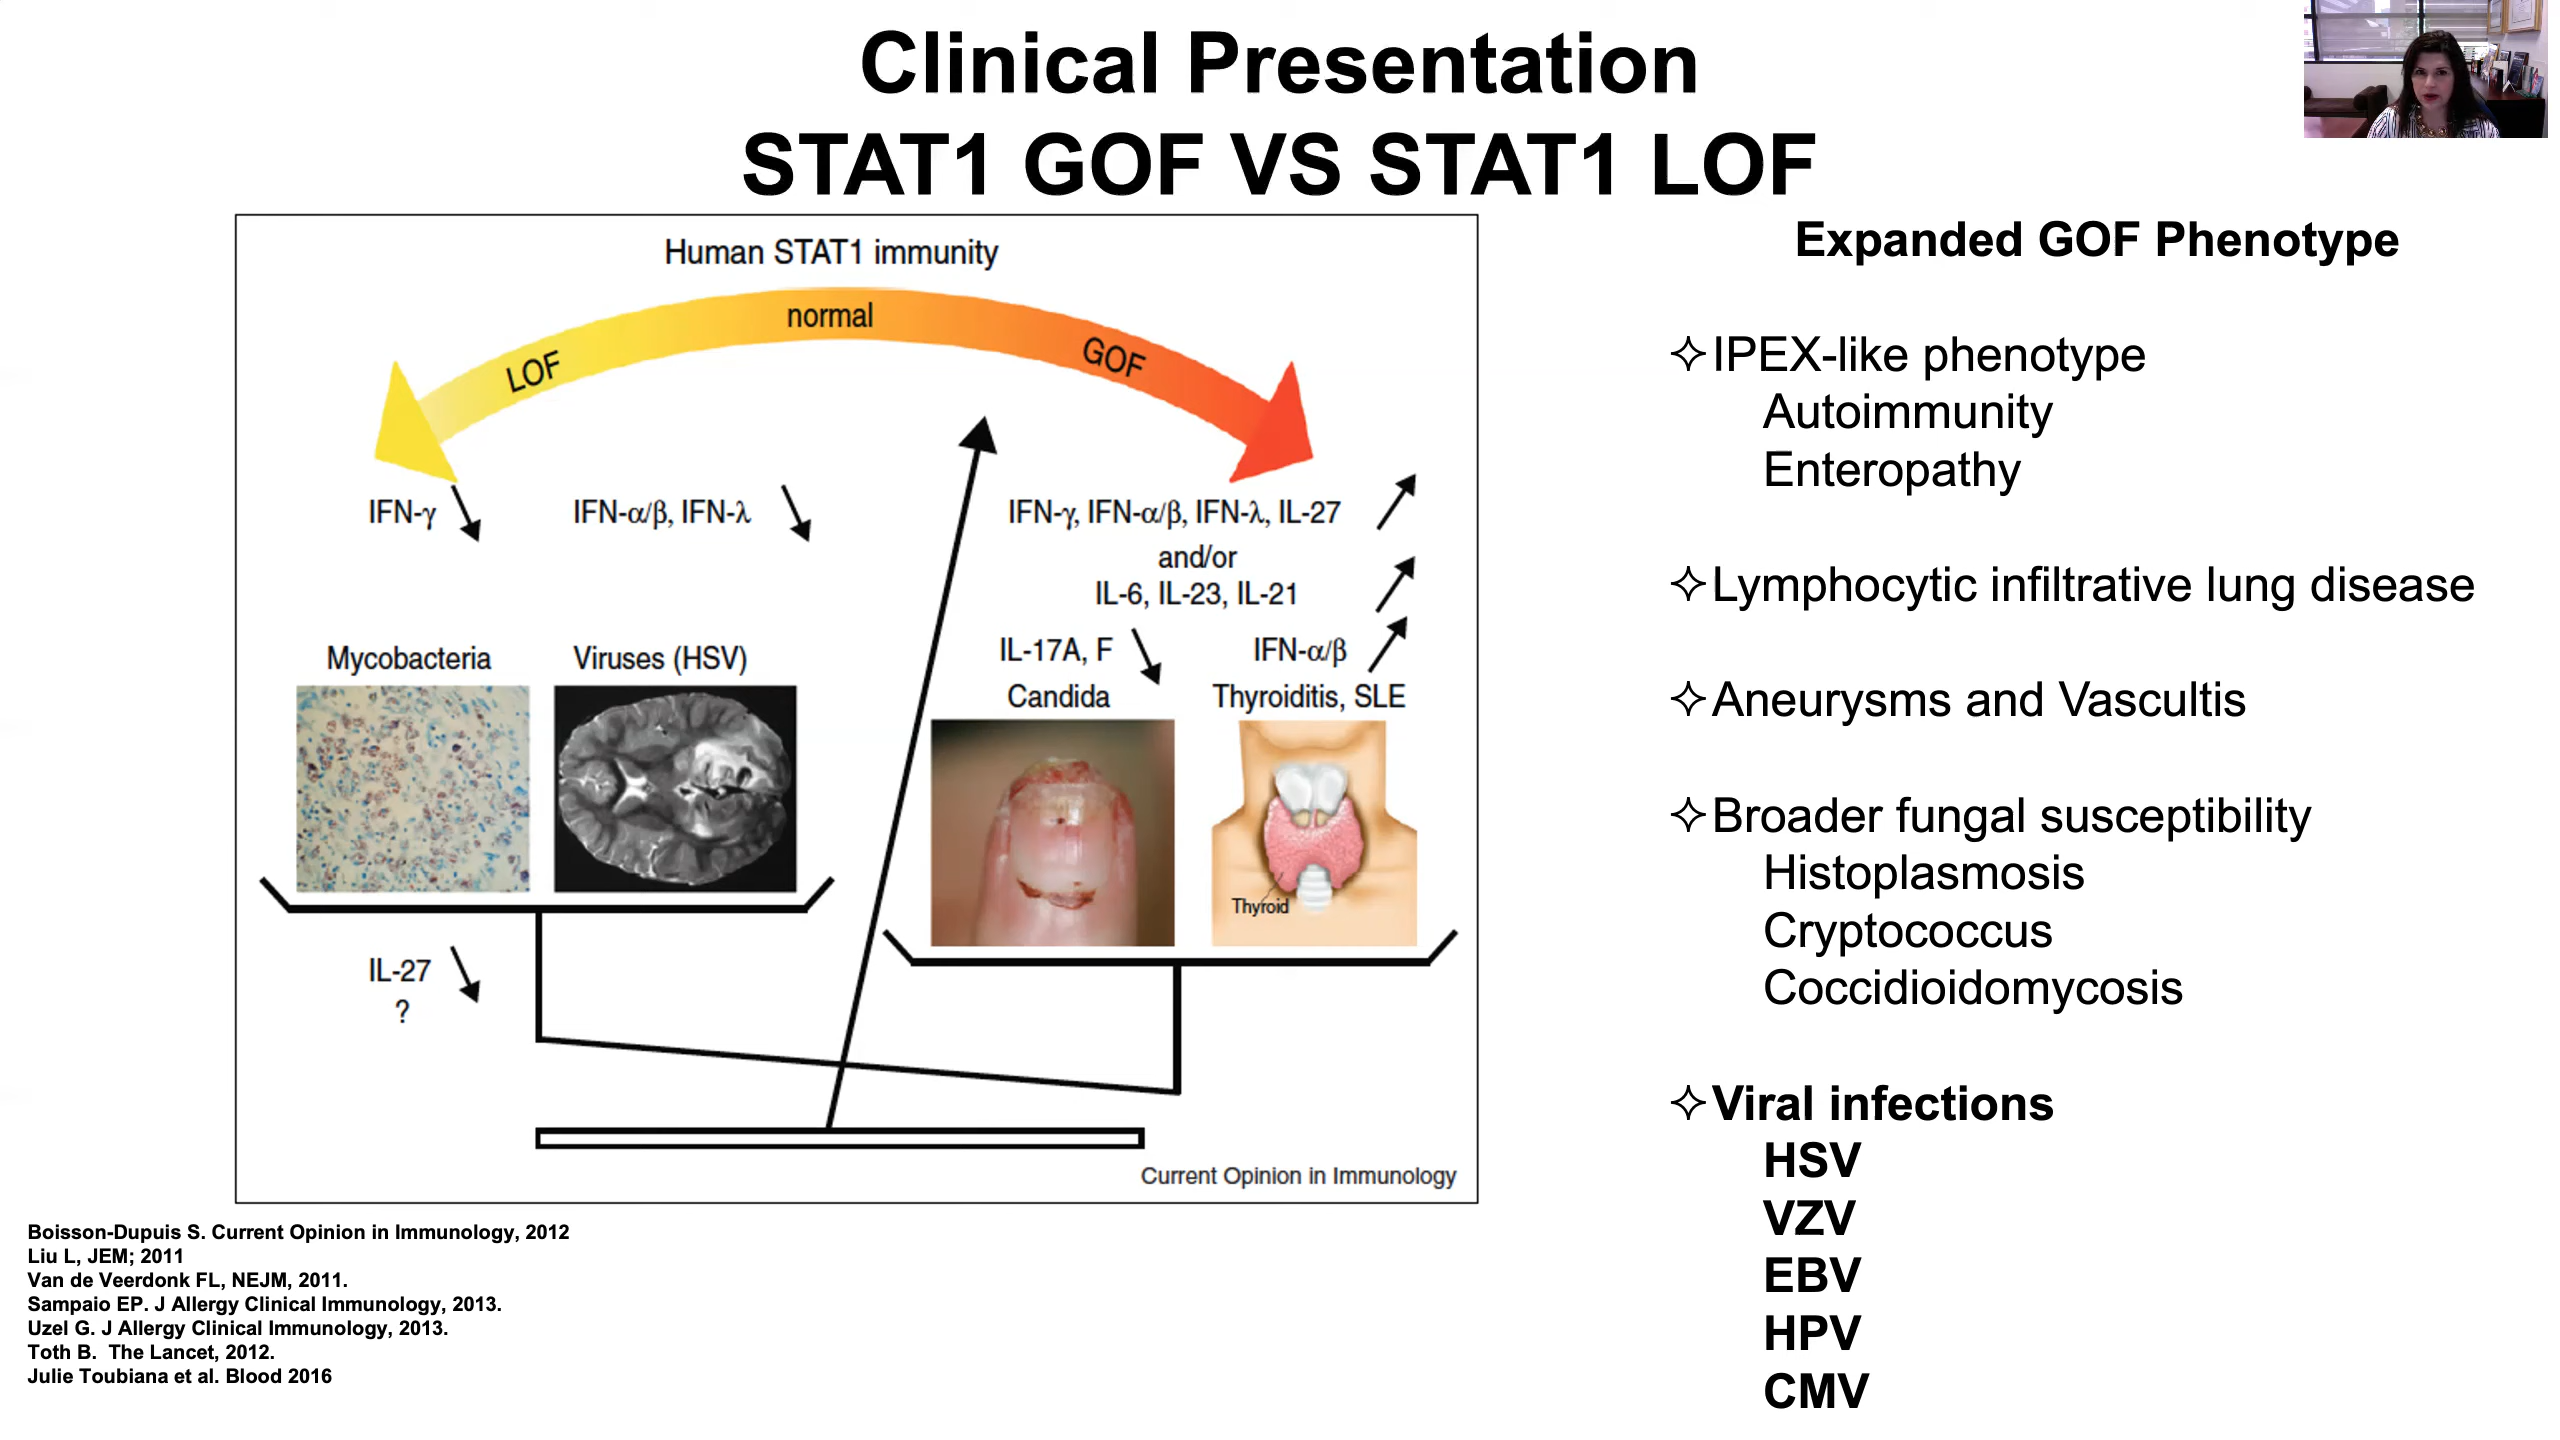 Clinical Presentation
STAT1 GOF VS STAT1 LOF
Human STAT1 immunity
normal
LOF
GOF
IFN-γ
IFN-α/β, IFN-λ
IFN-γ, IFN-α/β, IFN-λ, IL-27
and/or
IL-6, IL-23, IL-21
IL-17A, F
IFN-α/β
Mycobacteria
Viruses (HSV)
Candida
Thyroiditis, SLE
Thyroid
IL-27
?
Current Opinion in Immunology
Expanded GOF Phenotype
✧IPEX-like phenotype
Autoimmunity
Enteropathy
✧Lymphocytic infiltrative lung disease
✧Aneurysms and Vascultis
✧Broader fungal susceptibility
Histoplasmosis
Cryptococcus
Coccidioidomycosis
✧Viral infections
HSV
VZV
EBV
HPV
CMV
Boisson-Dupuis S. Current Opinion in Immunology, 2012
Liu L, JEM; 2011
Van de Veerdonk FL, NEJM, 2011.
Sampaio EP. J Allergy Clinical Immunology, 2013.
Uzel G. J Allergy Clinical Immunology, 2013.
Toth B.  The Lancet, 2012.
Julie Toubiana et al. Blood 2016